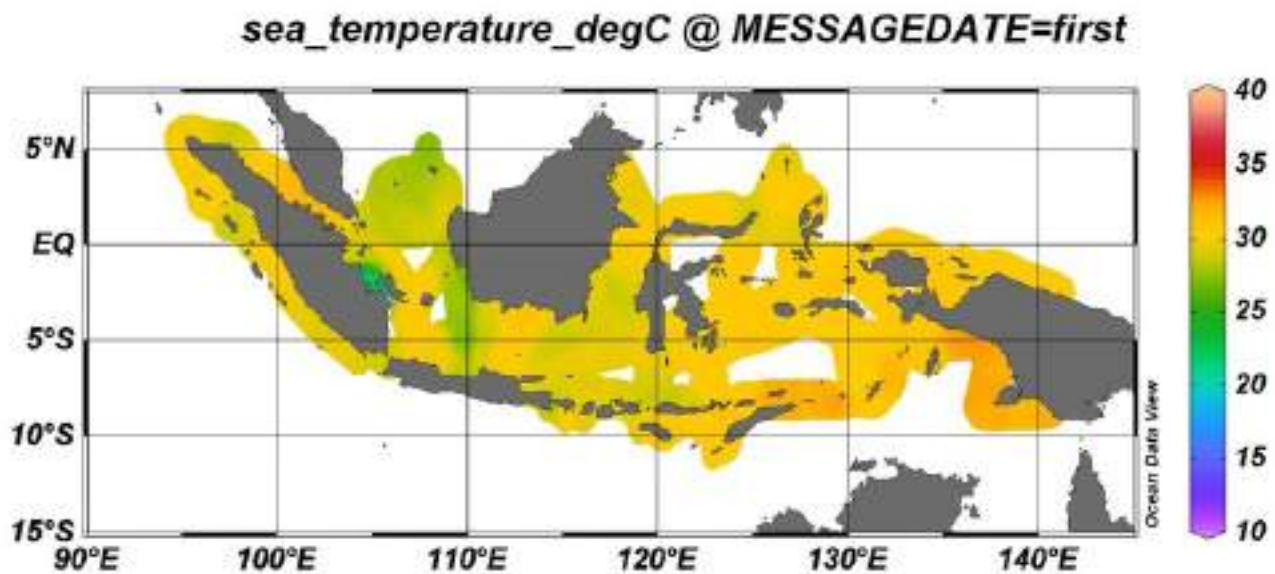 sea_temperature_degC @ MESSAGEDATE=first
40
35
30
25
20
15
10
5°N
EQ
5°S
10°S
15°S
90°E 100°E 110°E 120°E 130°E 140°E
Ocean Data View